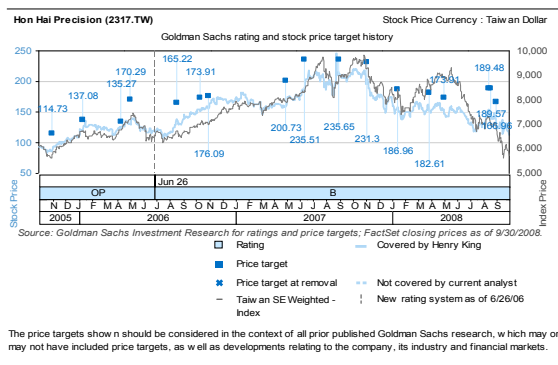 Hon Hai Precision (2317.TW)
Stock Price Currency : Taiwan Dollar
Goldman Sachs rating and stock price target history
250
200
150
100
50
10,000
9,000
8,000
7,000
6,000
5,000
114.73
137.08
135.27
170.29
165.22
173.91
176.09
200.73
235.51
235.65
231.3
186.96
182.61
173.91
189.48
189.57
186.96
Stock Price
Index Price
Jun 26
OP
B
N D J F M A M J J A S O N D J F M A M J J A S O N D J F M A M J J A S
2005 2006 2007 2008
Source: Goldman Sachs Investment Research for ratings and price targets; FactSet closing prices as of 9/30/2008.
Rating
Covered by Henry King
Price target
Price target at removal
Not covered by current analyst
Taiwan SE Weighted - Index
New rating system as of 6/26/06
The price targets shown should be considered in the context of all prior published Goldman Sachs research, which may or
may not have included price targets, as well as developments relating to the company, its industry and financial markets.